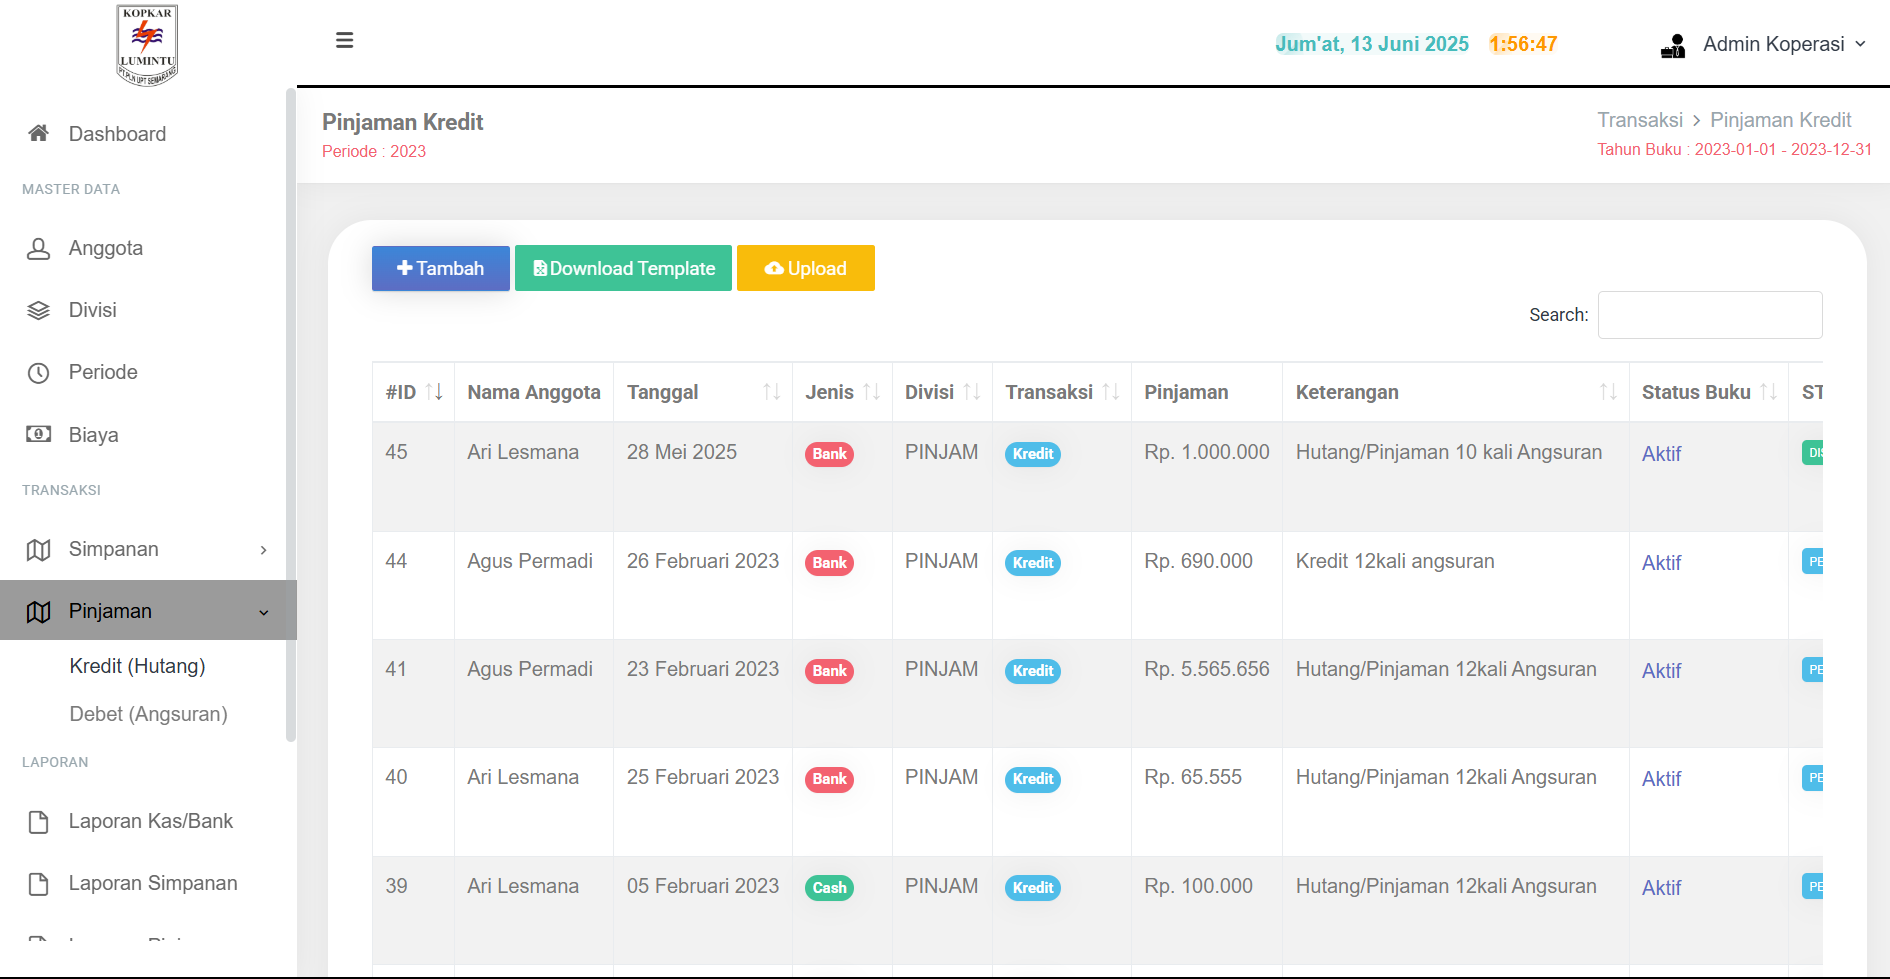 KOPKAR
LUMINTU
PT PLN UPT SEMARANG
Jum'at, 13 Juni 2025 1:56:47
Admin Koperasi
Dashboard
MASTER DATA
Anggota
Divisi
Periode
Biaya
TRANSAKSI
Simpanan
Pinjaman
Kredit (Hutang)
Debet (Angsuran)
LAPORAN
Laporan Kas/Bank
Laporan Simpanan
Pinjaman Kredit
Periode : 2023
Transaksi > Pinjaman Kredit
Tahun Buku : 2023-01-01 - 2023-12-31
Tambah Download Template Upload
Search:
#ID Nama Anggota Tanggal Jenis Divisi Transaksi Pinjaman Keterangan Status Buku ST
45 Ari Lesmana 28 Mei 2025 Bank PINJAM Kredit Rp. 1.000.000 Hutang/Pinjaman 10 kali Angsuran Aktif
44 Agus Permadi 26 Februari 2023 Bank PINJAM Kredit Rp. 690.000 Kredit 12kali angsuran Aktif PE
41 Agus Permadi 23 Februari 2023 Bank PINJAM Kredit Rp. 5.565.656 Hutang/Pinjaman 12kali Angsuran Aktif PE
40 Ari Lesmana 25 Februari 2023 Bank PINJAM Kredit Rp. 65.555 Hutang/Pinjaman 12kali Angsuran Aktif PE
39 Ari Lesmana 05 Februari 2023 Cash PINJAM Kredit Rp. 100.000 Hutang/Pinjaman 12kali Angsuran Aktif PE